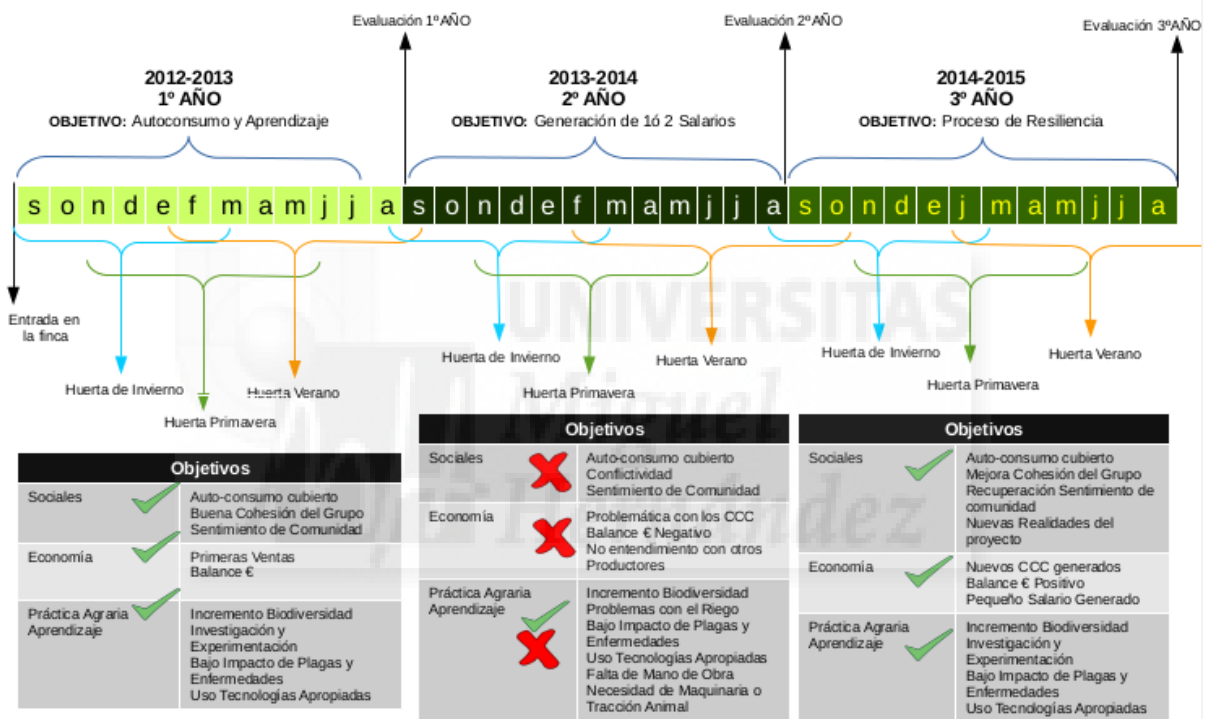 Evaluación 1ºAÑO
Evaluación 2ºAÑO
Evaluación 3ºAÑO
2012-2013
1º AÑO
OBJETIVO: Autoconsumo y Aprendizaje
2013-2014
2º AÑO
OBJETIVO: Generación de 1ó 2 Salarios
2014-2015
3º AÑO
OBJETIVO: Proceso de Resiliencia
s o n d e f m a m j j a s o n d e f m a m j j a s o n d e j m a m j j a
Entrada en
la finca
Huerta de Invierno
Huerta Primavera
Huerta Verano
Huerta de Invierno
Huerta Primavera
Huerta Verano
Huerta de Invierno
Huerta Primavera
Huerta Verano
UNIVERSITAS
Miguel
Hernández
Objetivos
Sociales
Auto-consumo cubierto
Buena Cohesión del Grupo
Sentimiento de Comunidad
Economía
Primeras Ventas
Balance €
Práctica Agraria
Aprendizaje
Incremento Biodiversidad
Investigación y
Experimentación
Bajo Impacto de Plagas y
Enfermedades
Uso Tecnologías Apropiadas
Objetivos
Sociales
Auto-consumo cubierto
Conflictividad
Sentimiento de Comunidad
Economía
Problemática con los CCC
Balance € Negativo
No entendimiento con otros
Productores
Práctica Agraria
Aprendizaje
Incremento Biodiversidad
Problemas con el Riego
Bajo Impacto de Plagas y
Enfermedades
Uso Tecnologías Apropiadas
Falta de Mano de Obra
Necesidad de Maquinaria o
Tracción Animal
Objetivos
Sociales
Auto-consumo cubierto
Mejora Cohesión del Grupo
Recuperación Sentimiento de
comunidad
Nuevas Realidades del
proyecto
Economía
Nuevos CCC generados
Balance € Positivo
Pequeño Salario Generado
Práctica Agraria
Aprendizaje
Incremento Biodiversidad
Investigación y
Experimentación
Bajo Impacto de Plagas y
Enfermedades
Uso Tecnologías Apropiadas